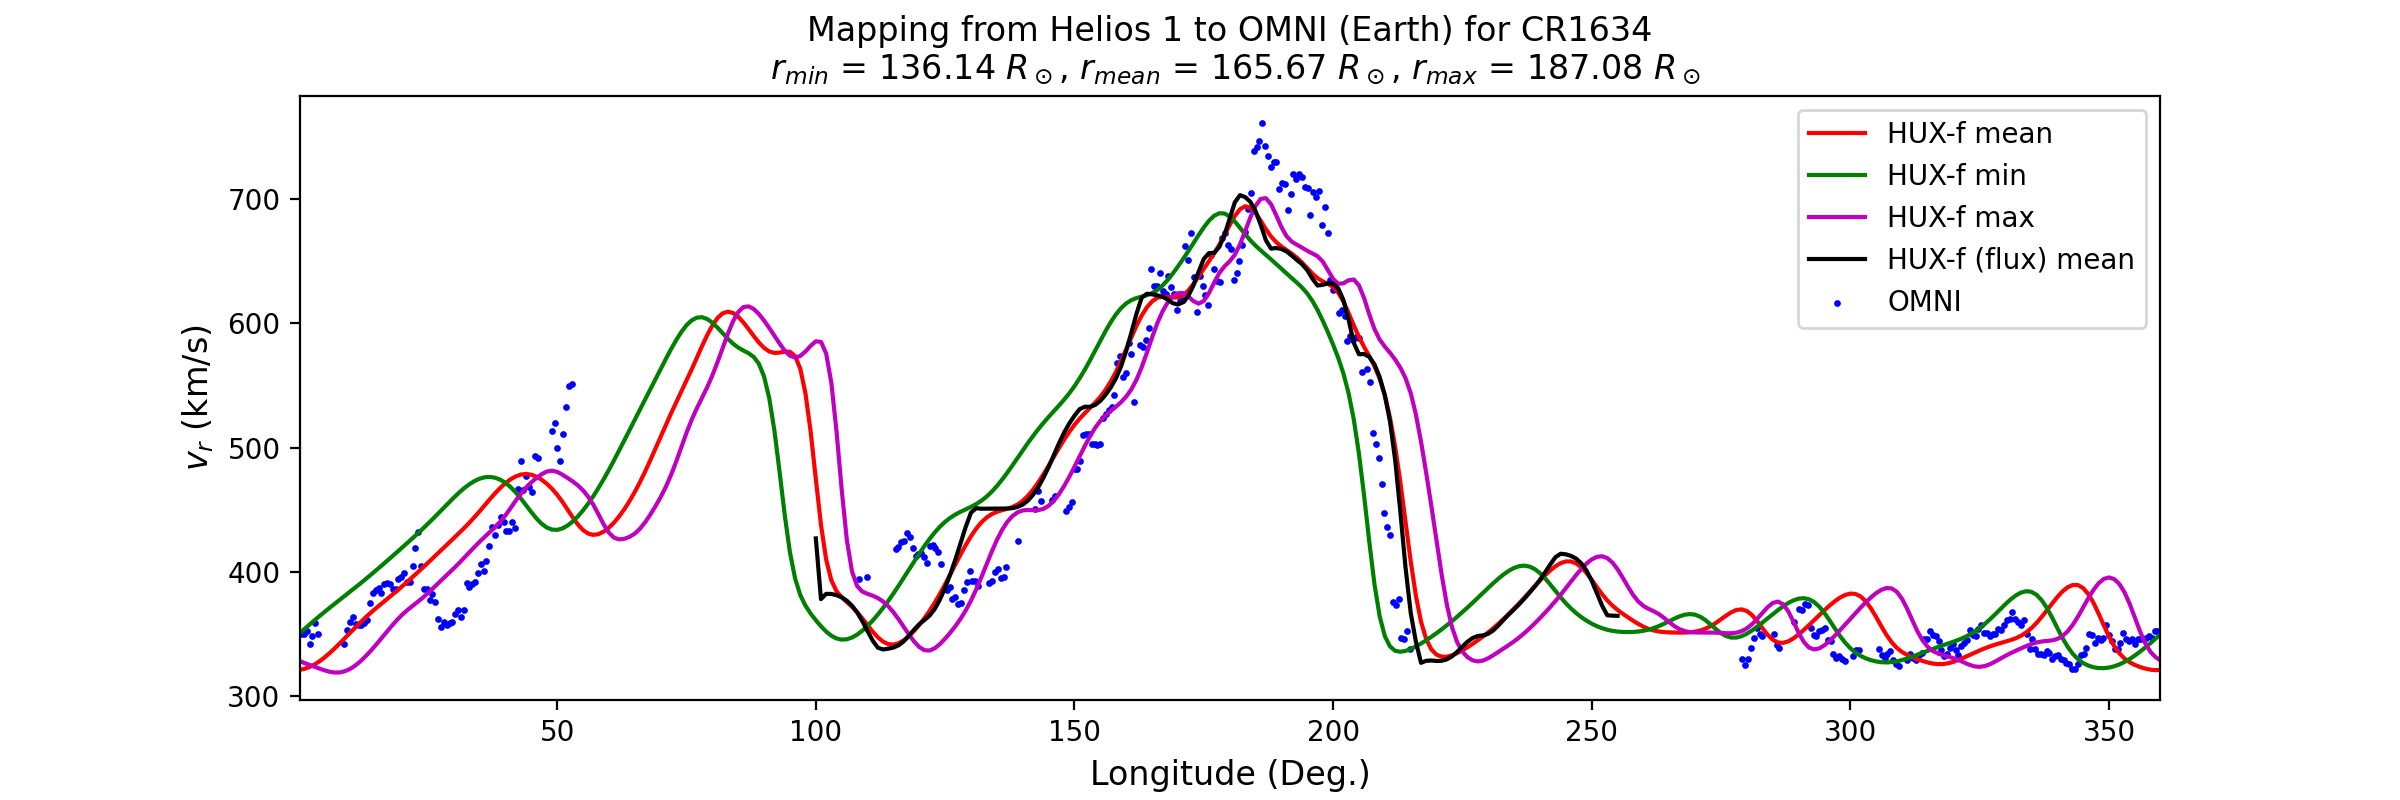 Mapping from Helios 1 to OMNI (Earth) for CR1634
r_min = 136.14 R_⊙, r_mean = 165.67 R_⊙, r_max = 187.08 R_⊙
HUX-f mean
HUX-f min
HUX-f max
HUX-f (flux) mean
OMNI
v_r (km/s)
700
600
500
400
300
50 100 150 200 250 300 350
Longitude (Deg.)